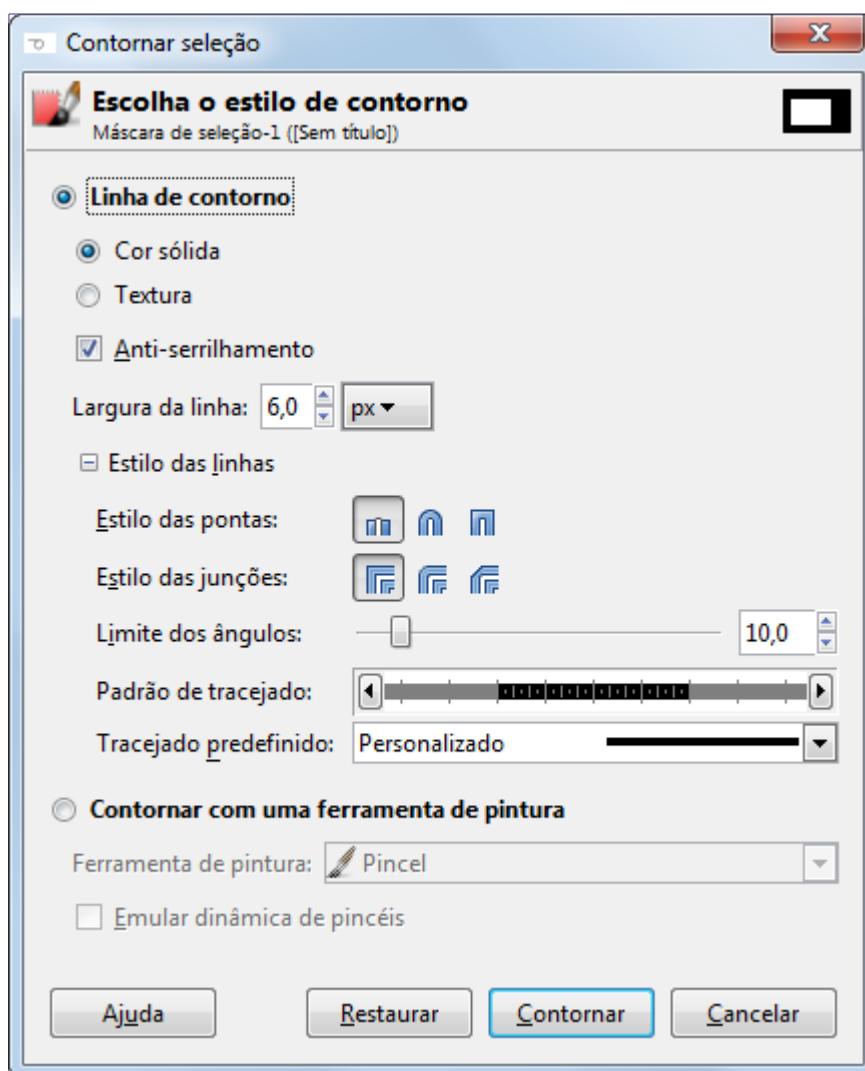 Contornar seleção
Escolha o estilo de contorno
Máscara de seleção-1 ([Sem título])
Linha de contorno
Cor sólida
Textura
Anti-serrilhamento
Largura da linha: 6,0 px
Estilo das linhas
Estilo das pontas:
Estilo das junções:
Limite dos ângulos: 10,0
Padrão de tracejado:
Tracejado predefinido: Personalizado
Contornar com uma ferramenta de pintura
Ferramenta de pintura: Pincel
Emular dinâmica de pincéis
Ajuda Restaurar Contornar Cancelar